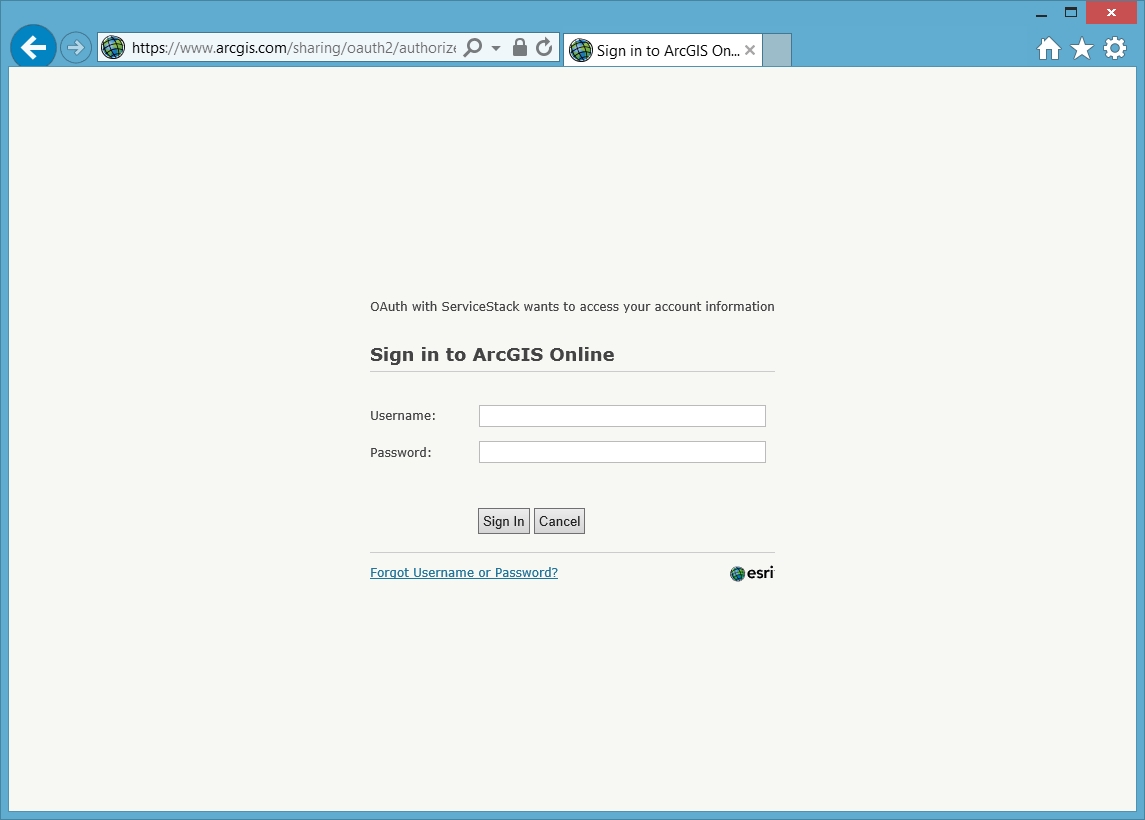 https://www.arcgis.com/sharing/oauth2/authorize
Sign in to ArcGIS On...
OAuth with ServiceStack wants to access your account information
Sign in to ArcGIS Online
Username:
Password:
Sign In Cancel
Forgot Username or Password? esri